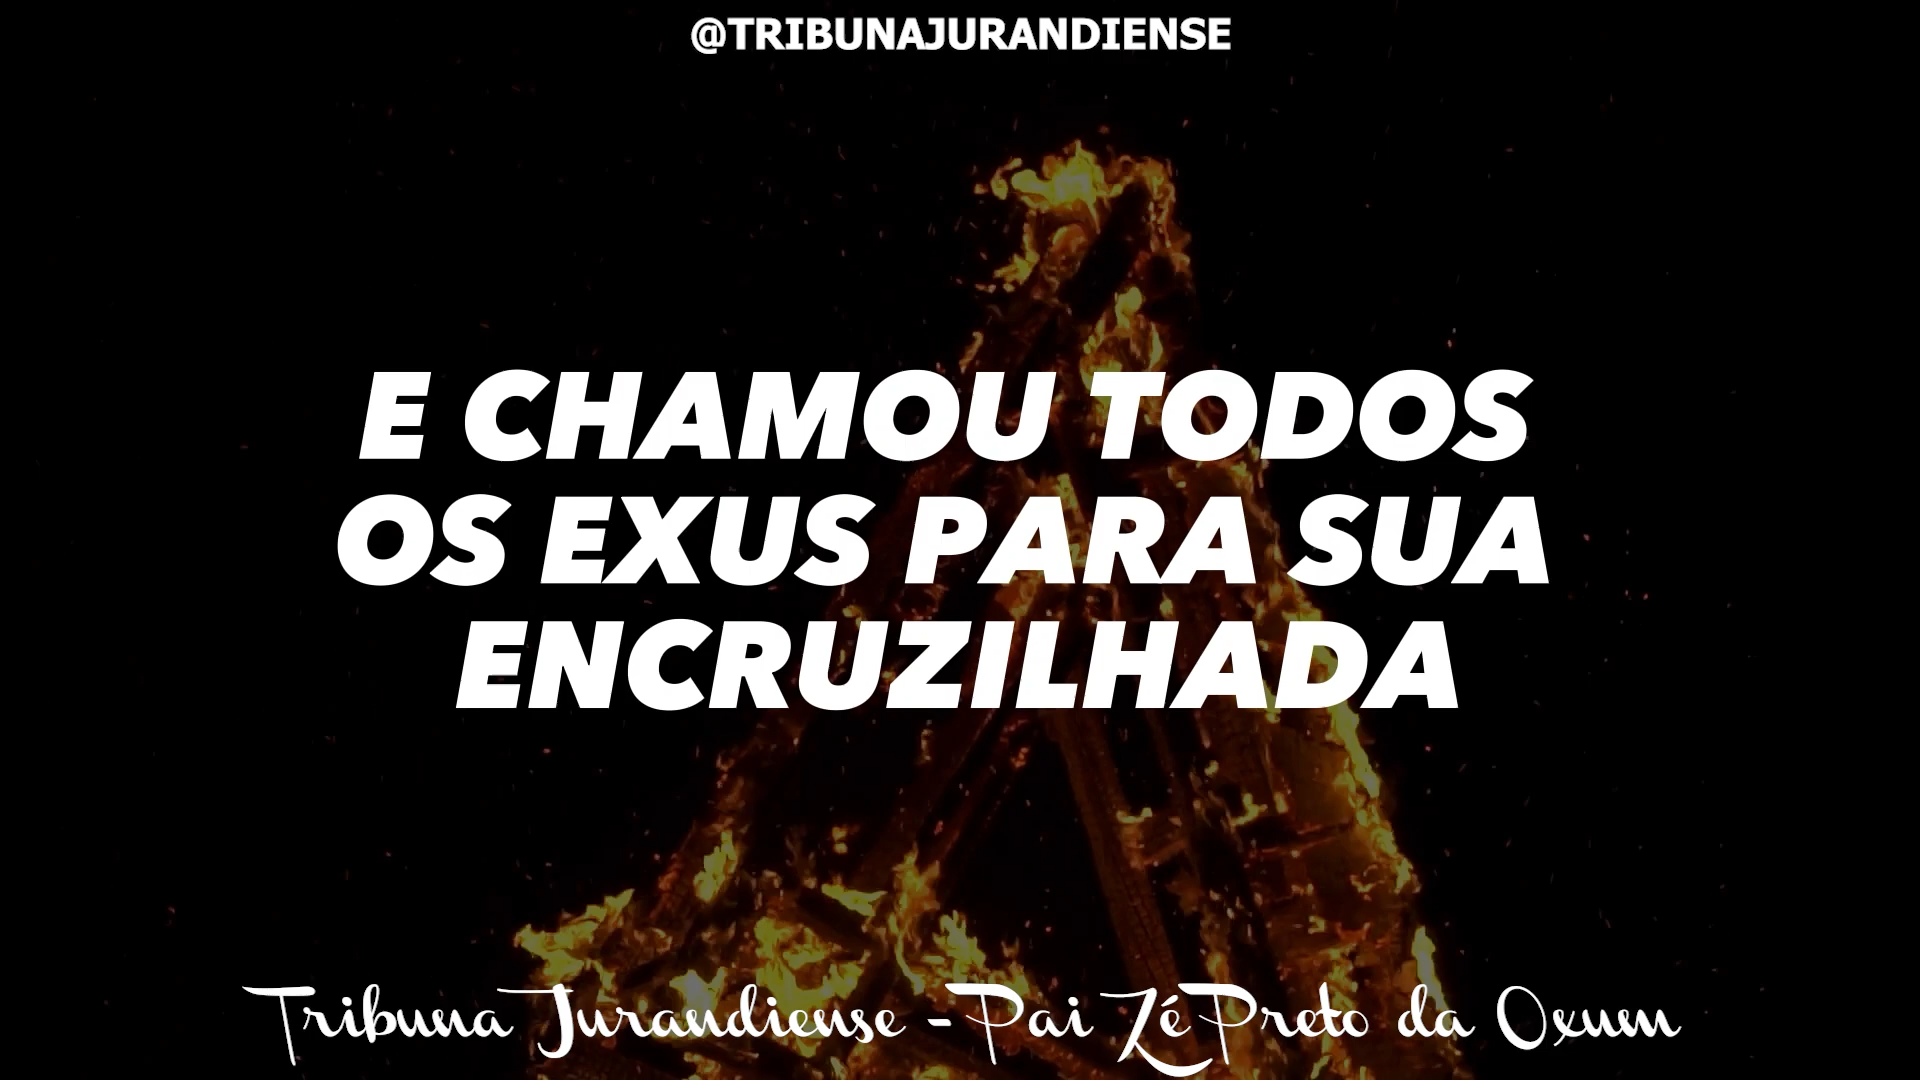 @TRIBUNAJURANDIENSE
E CHAMOU TODOS
OS EXUS PARA SUA
ENCRUZILHADA
Tribuna Jurandiense - Pai Zé Preto da Oxum